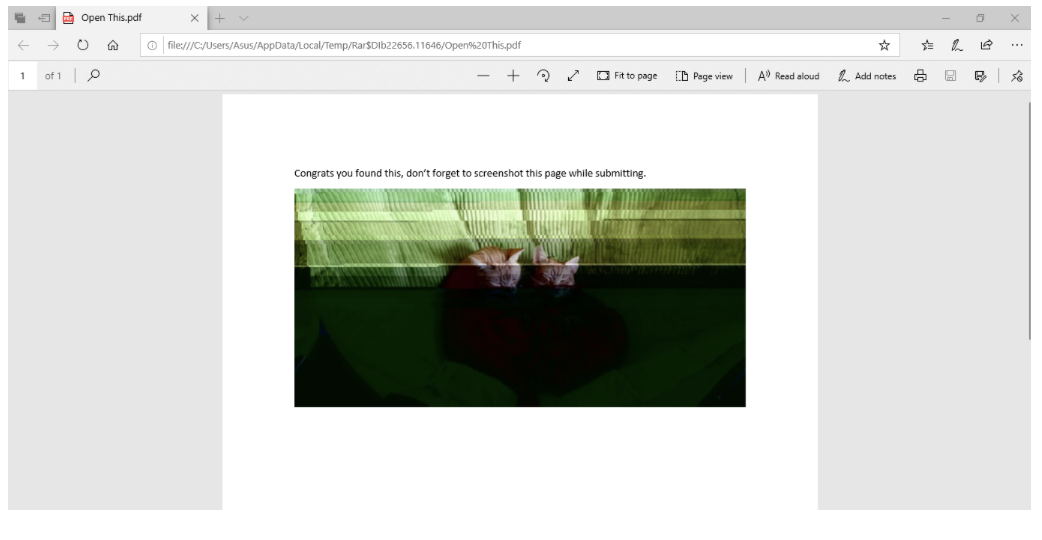 Open This.pdf
file:///C:/Users/Asus/AppData/Local/Temp/Rar$DIb22656.11646/Open%20This.pdf
1 of 1 Fit to page Page view Read aloud Add notes
Congrats you found this, don't forget to screenshot this page while submitting.